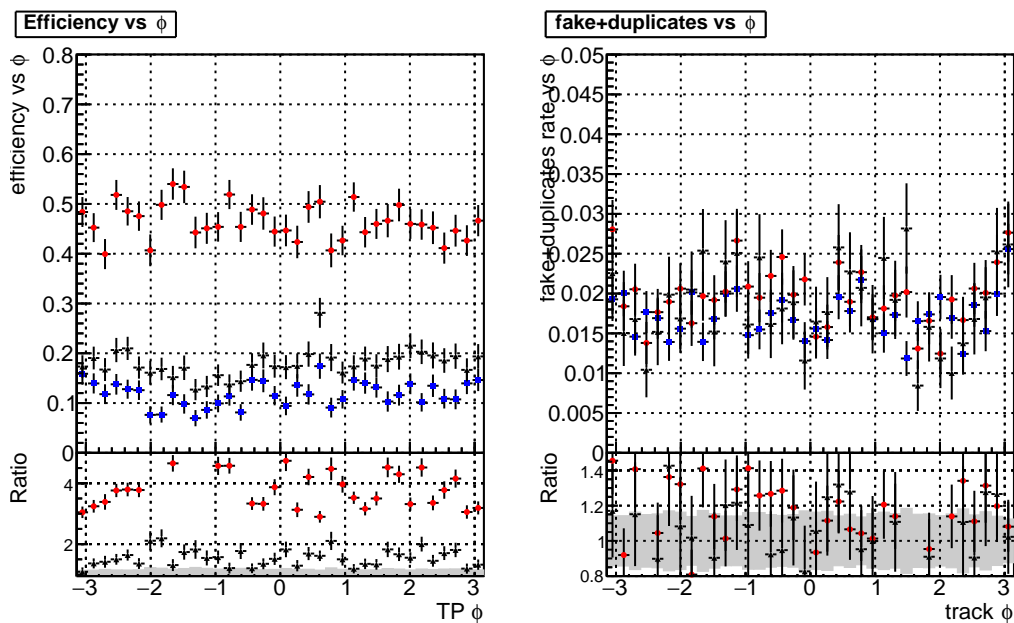 Efficiency vs ϕ
efficiency vs ϕ
0.8
0.7
0.6
0.5
0.4
0.3
0.2
0.1
0
Ratio
4
2
−3 −2 −1 0 1 2 3
TP ϕ
fake+duplicates vs ϕ
fake+duplicates rate vs ϕ
0.05
0.045
0.04
0.035
0.03
0.025
0.02
0.015
0.01
0.005
0
Ratio
1.4
1.2
1
0.8
−3 −2 −1 0 1 2 3
track ϕ